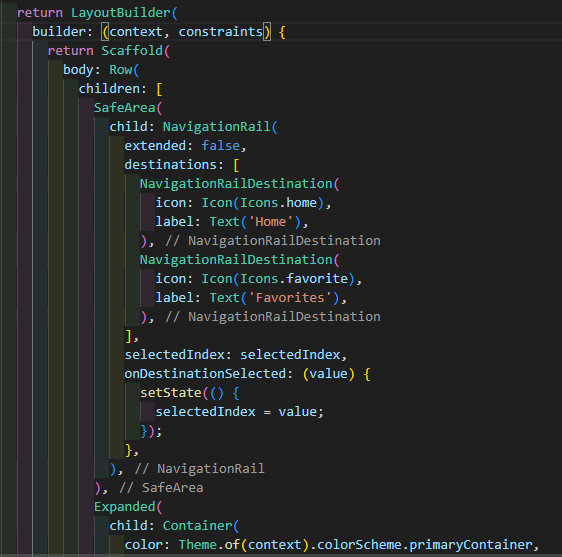 return LayoutBuilder(
builder: (context, constraints) {
return Scaffold(
body: Row(
children: [
SafeArea(
child: NavigationRail(
extended: false,
destinations: [
NavigationRailDestination(
icon: Icon(Icons.home),
label: Text('Home'),
), // NavigationRailDestination
NavigationRailDestination(
icon: Icon(Icons.favorite),
label: Text('Favorites'),
), // NavigationRailDestination
],
selectedIndex: selectedIndex,
onDestinationSelected: (value) {
setState(() {
selectedIndex = value;
});
},
), // NavigationRail
), // SafeArea
Expanded(
child: Container(
color: Theme.of(context).colorScheme.primaryContainer,